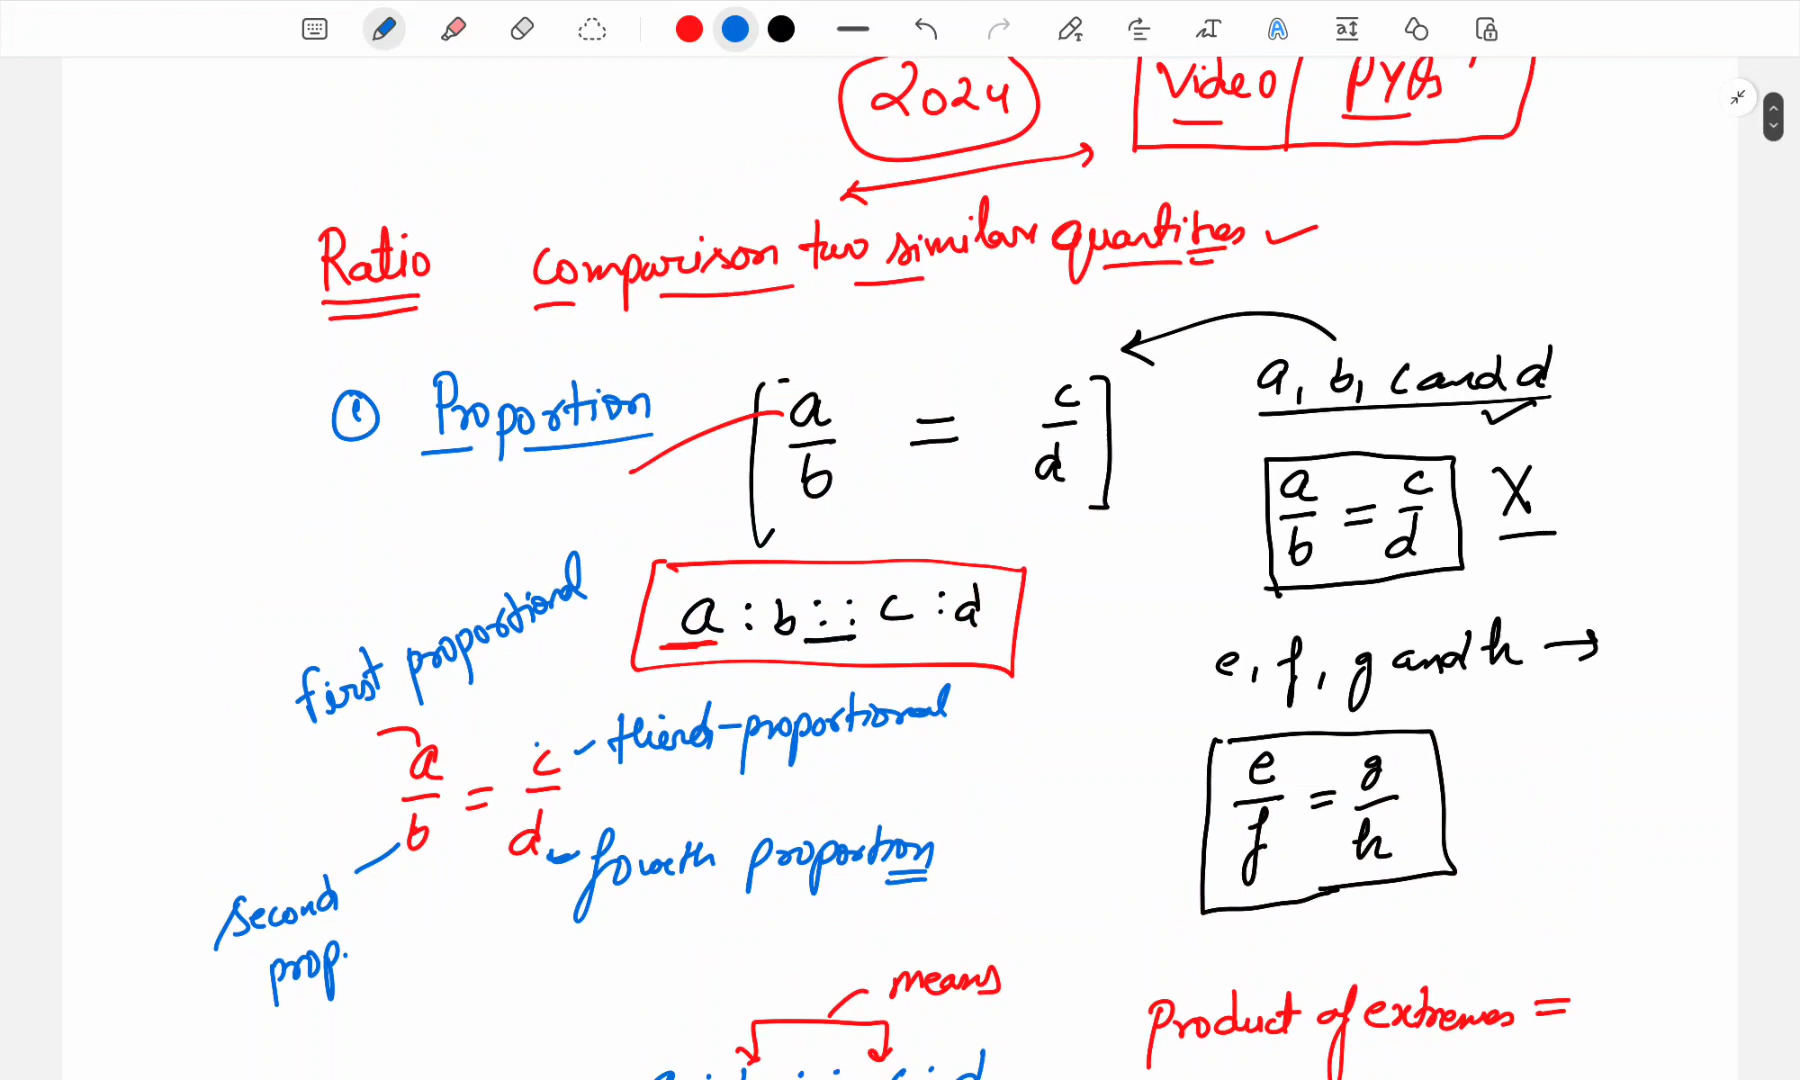 2024
Video PYQs
Ratio comparison two similar quantities ✓
① Proportion
a/b = c/d
a, b, c and d
a/b = c/d X
a : b :: c : d
first proportional
e, f, g and h →
a/b = c/d
third-proportional
e/f = g/h
fourth proportion
second
prop.
means
Product of extremes =